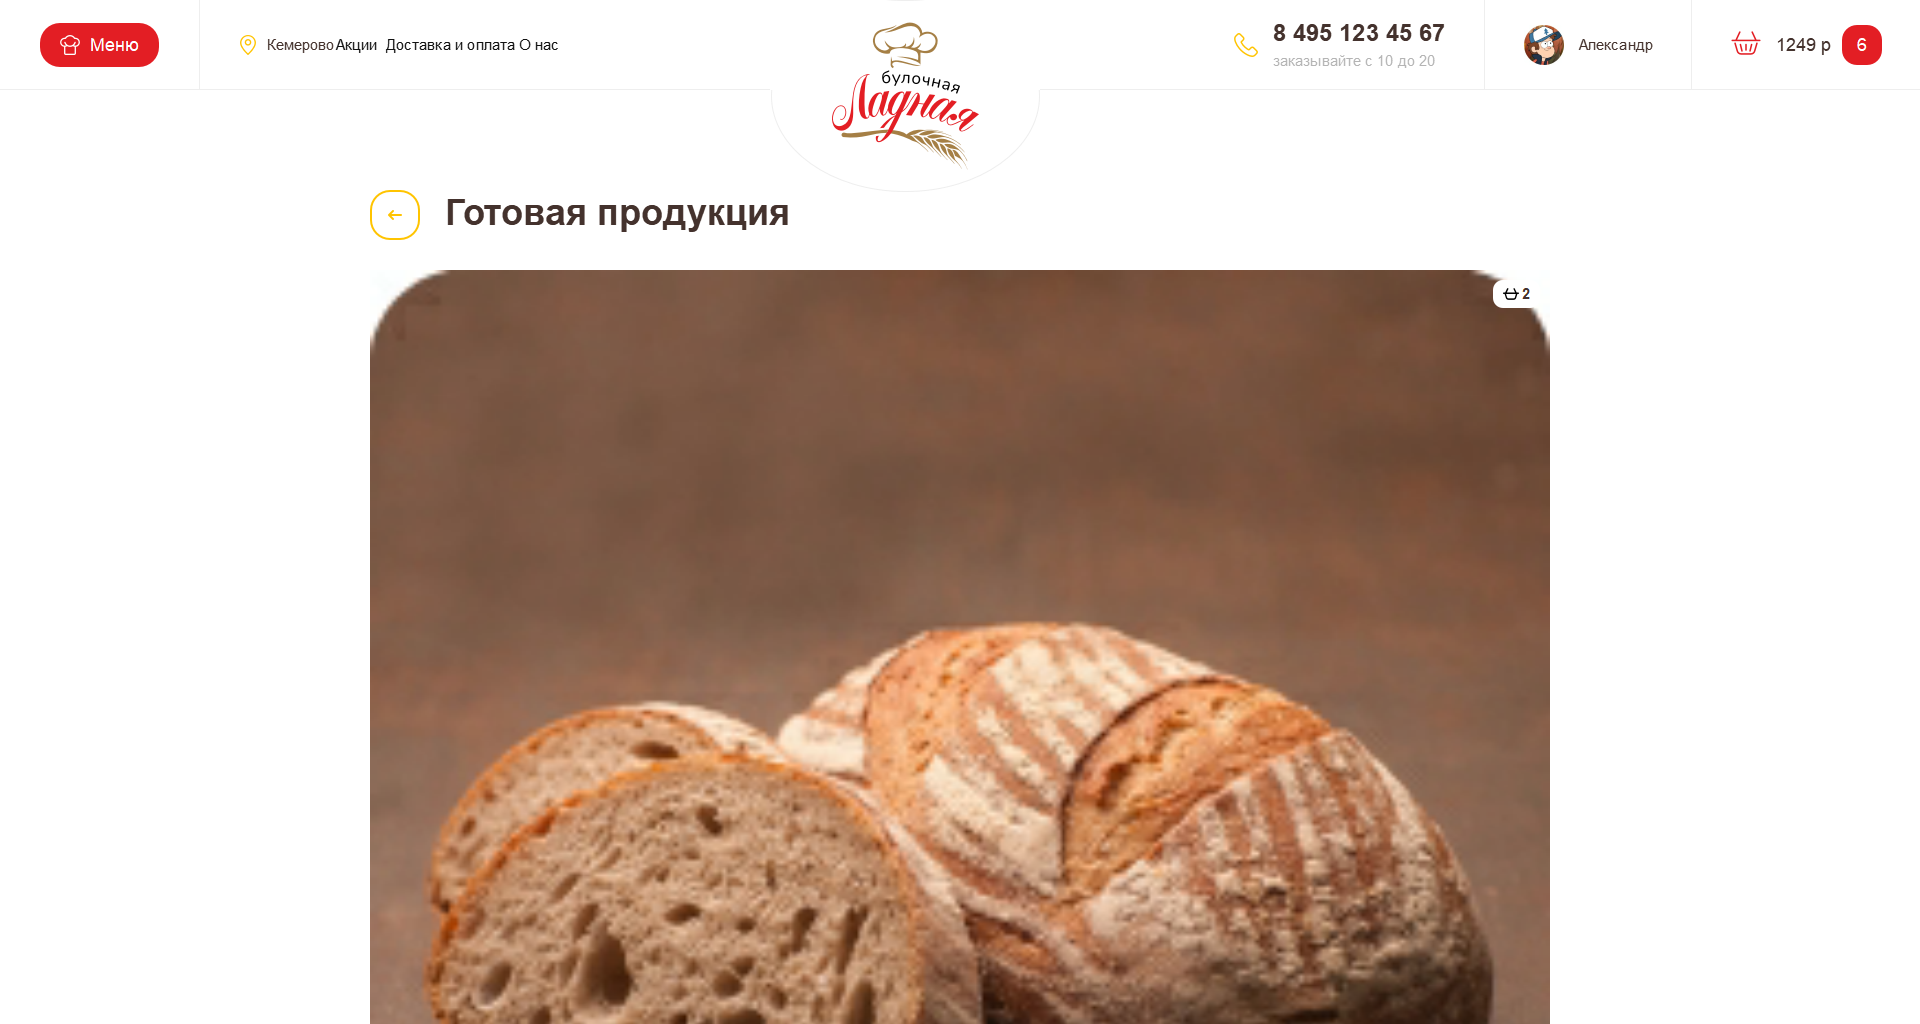 Меню
Кемерово Акции Доставка и оплата О нас
булочная
Ладная
8 495 123 45 67
заказывайте с 10 до 20
Александр
1249 р 6
Готовая продукция
2